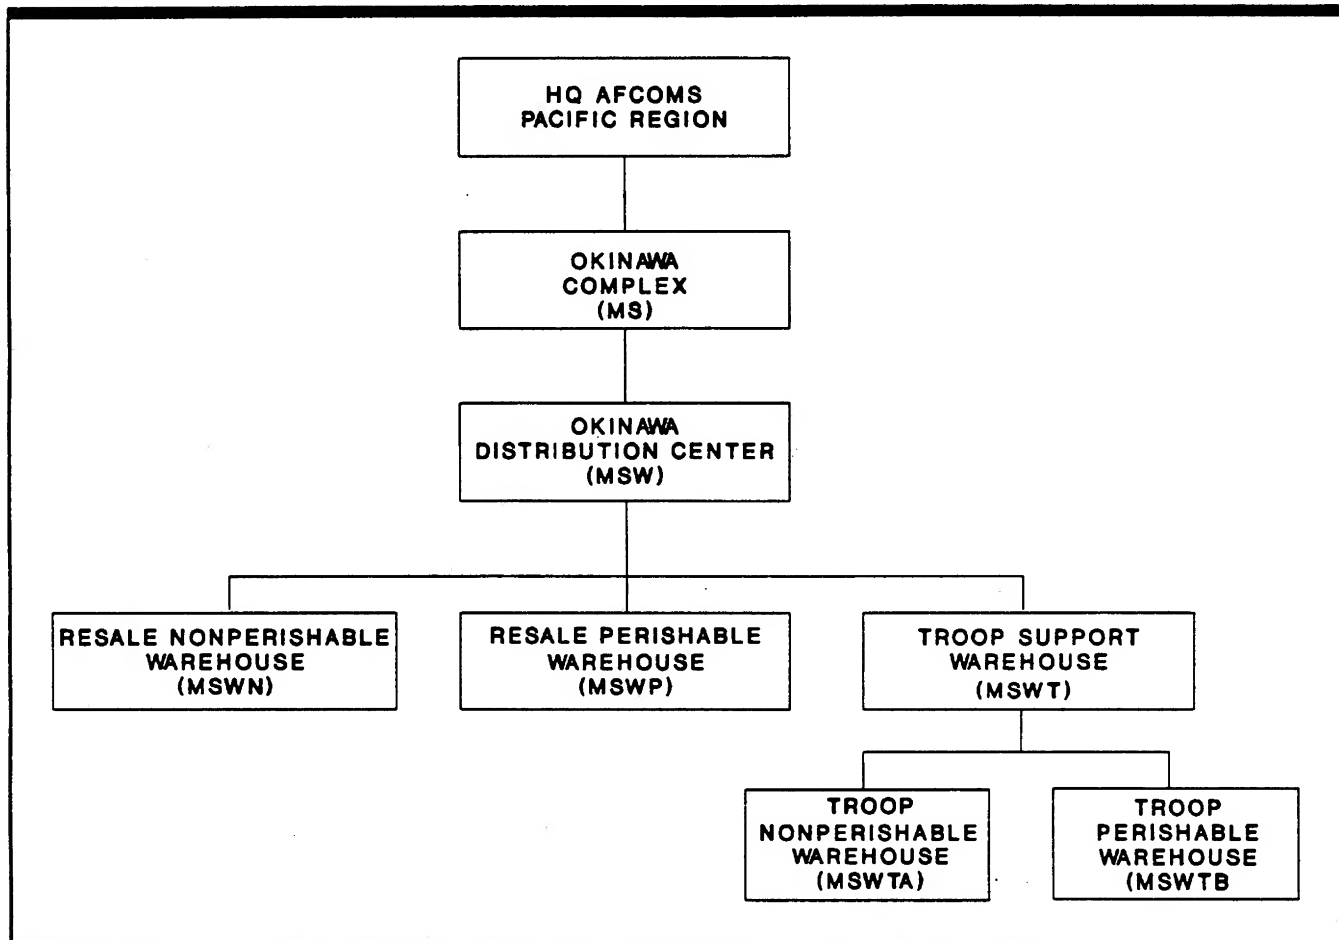 HQ AFCOMS
PACIFIC REGION
OKINAWA
COMPLEX
(MS)
OKINAWA
DISTRIBUTION CENTER
(MSW)
RESALE NONPERISHABLE
WAREHOUSE
(MSWN)
RESALE PERISHABLE
WAREHOUSE
(MSWP)
TROOP SUPPORT
WAREHOUSE
(MSWT)
TROOP
NONPERISHABLE
WAREHOUSE
(MSWTA)
TROOP
PERISHABLE
WAREHOUSE
(MSWTB